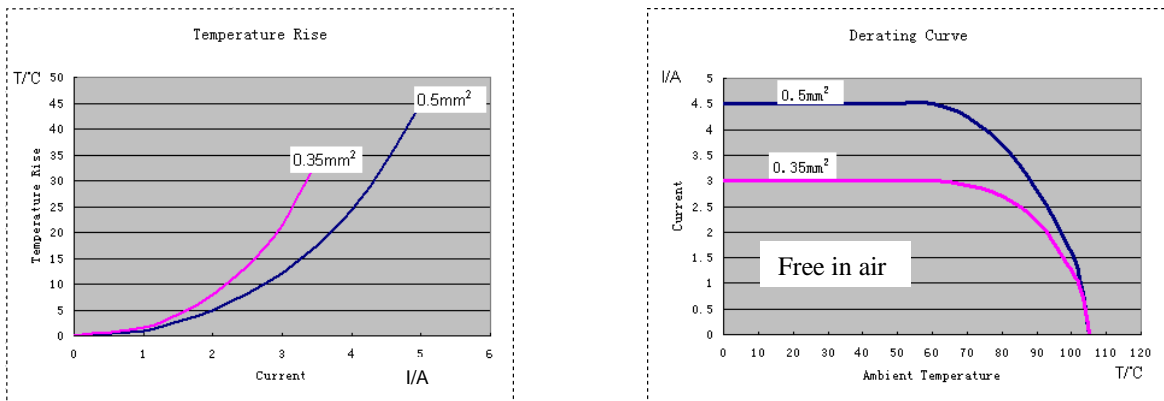 Temperature Rise
T/°C
Temperature Rise
50
45
40
35
30
25
20
15
10
5
0
0.5mm²
0.35mm²
0 1 2 3 4 5 6
Current
I/A
Derating Curve
I/A
Current
5
4.5
4
3.5
3
2.5
2
1.5
1
0.5
0
0.5mm²
0.35mm²
Free in air
0 10 20 30 40 50 60 70 80 90 100 110 120
Ambient Temperature
T/°C